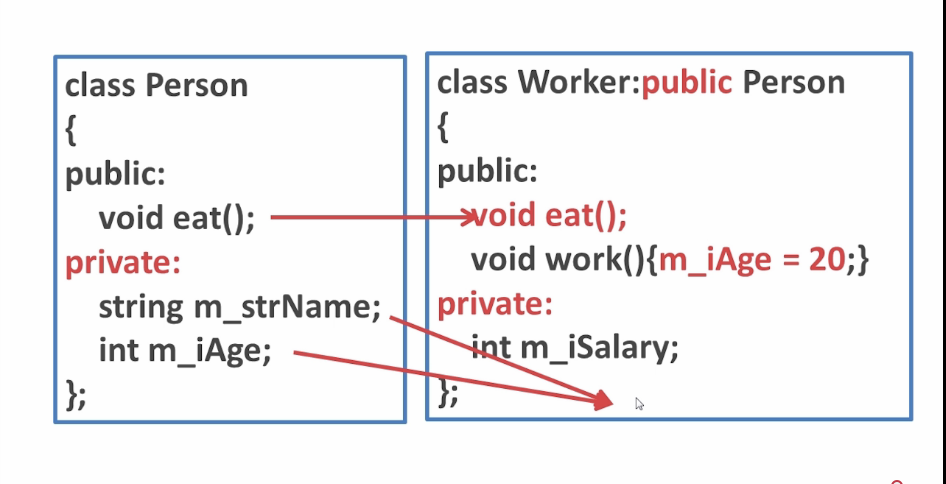 class Person
{
public:
void eat();
private:
string m_strName;
int m_iAge;
};
class Worker:public Person
{
public:
void eat();
void work(){m_iAge = 20;}
private:
int m_iSalary;
};